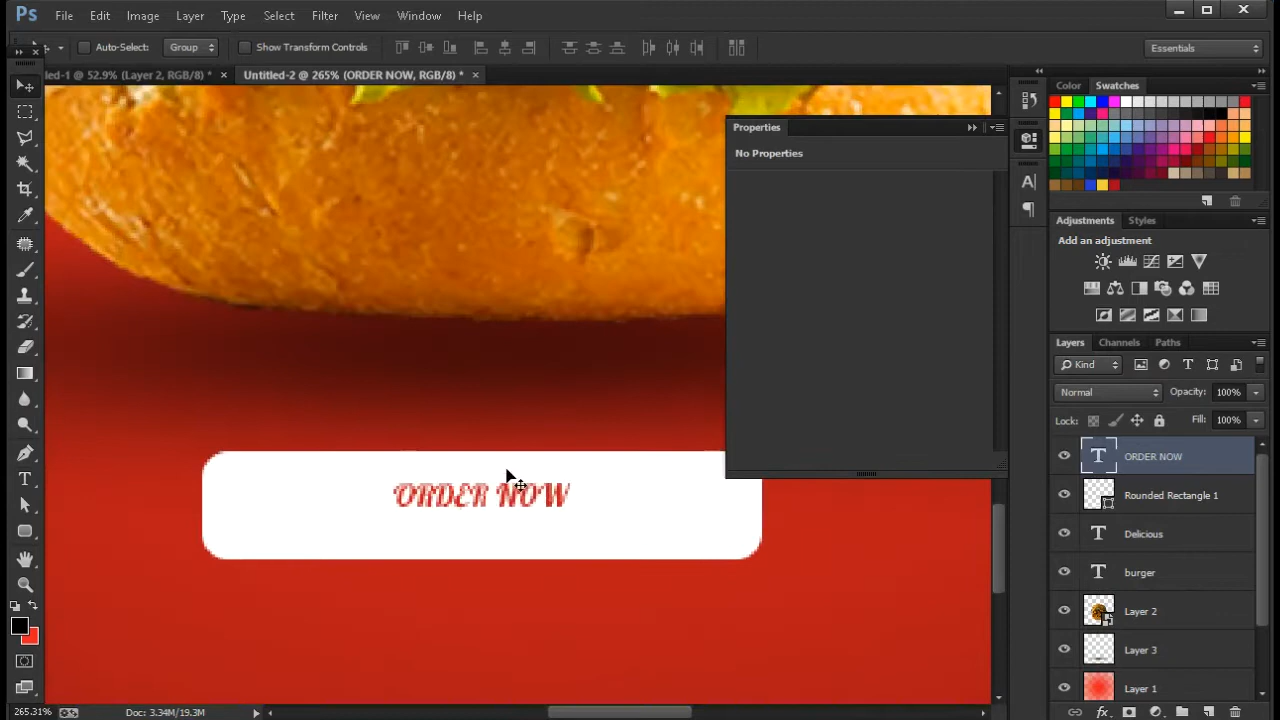 Ps File Edit Image Layer Type Select Filter View Window Help
Auto-Select: Group Show Transform Controls Essentials
led-1 @ 52.9% (Layer 2, RGB/8) * × Untitled-2 @ 265% (ORDER NOW, RGB/8) * ×
Color Swatches
Properties
No Properties
Adjustments Styles
Add an adjustment
Layers Channels Paths
Kind
Normal Opacity: 100%
Lock: Fill: 100%
ORDER NOW
Rounded Rectangle 1
Delicious
burger
Layer 2
Layer 3
Layer 1
ORDER NOW
265.31% Doc: 3.34M/19.3M